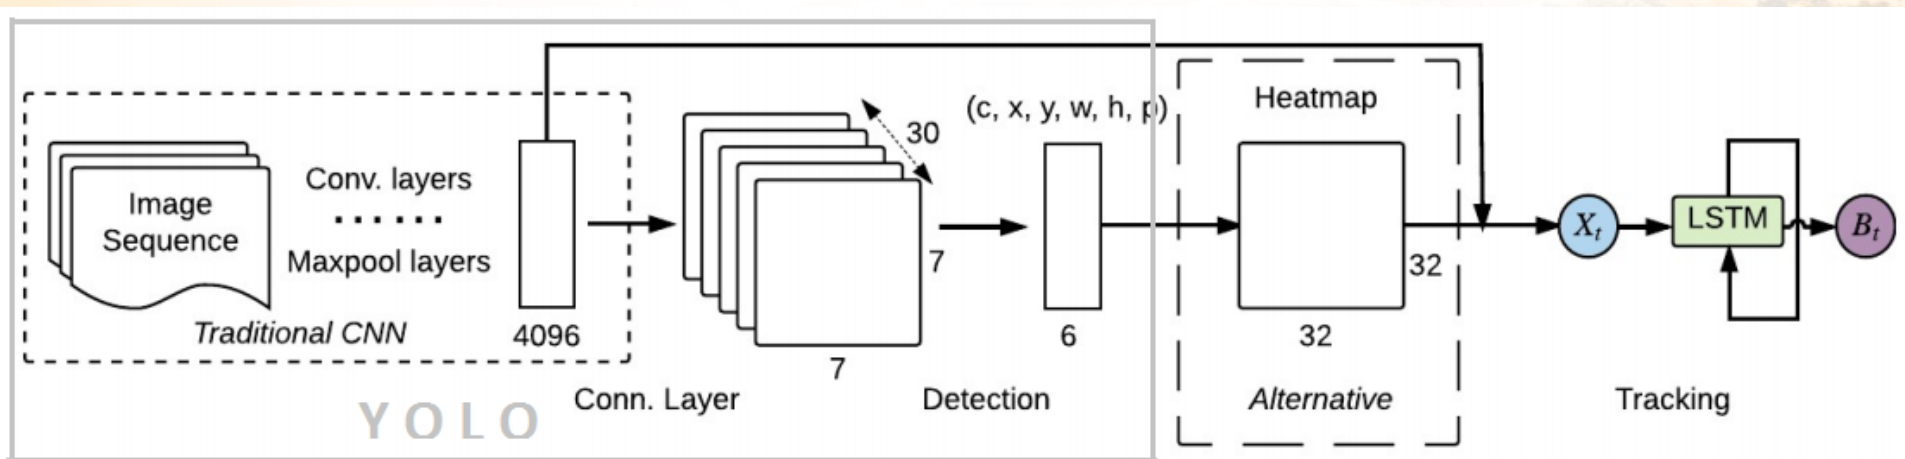 Image
Sequence
Conv. layers
......
Maxpool layers
Traditional CNN
4096
Conn. Layer
YOLO
30
7
7
Detection
(c, x, y, w, h, p)
6
Heatmap
32
32
Alternative
Xt
LSTM
Bt
Tracking